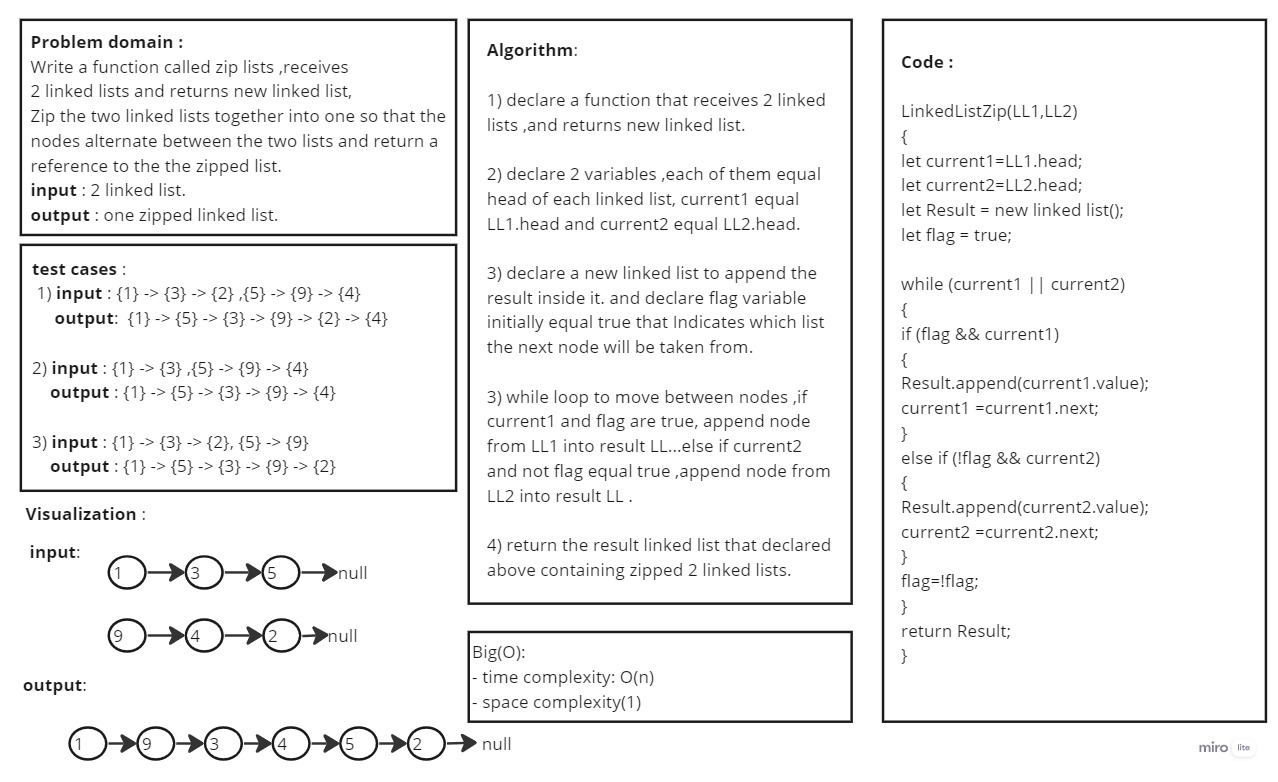 Problem domain :
Write a function called zip lists ,receives
2 linked lists and returns new linked list,
Zip the two linked lists together into one so that the
nodes alternate between the two lists and return a
reference to the the zipped list.
input : 2 linked list.
output : one zipped linked list.
test cases :
1) input : {1} -> {3} -> {2} ,{5} -> {9} -> {4}
output: {1} -> {5} -> {3} -> {9} -> {2} -> {4}
2) input : {1} -> {3} ,{5} -> {9} -> {4}
output : {1} -> {5} -> {3} -> {9} -> {4}
3) input : {1} -> {3} -> {2}, {5} -> {9}
output : {1} -> {5} -> {3} -> {9} -> {2}
Visualization :
input:
1 3 5 null
9 4 2 null
output:
1 9 3 4 5 2 null
Algorithm:
1) declare a function that receives 2 linked
lists ,and returns new linked list.
2) declare 2 variables ,each of them equal
head of each linked list, current1 equal
LL1.head and current2 equal LL2.head.
3) declare a new linked list to append the
result inside it. and declare flag variable
initially equal true that Indicates which list
the next node will be taken from.
3) while loop to move between nodes ,if
current1 and flag are true, append node
from LL1 into result LL...else if current2
and not flag equal true ,append node from
LL2 into result LL .
4) return the result linked list that declared
above containing zipped 2 linked lists.
Big(O):
- time complexity: O(n)
- space complexity(1)
Code :
LinkedListZip(LL1,LL2)
{
let current1=LL1.head;
let current2=LL2.head;
let Result = new linked list();
let flag = true;
while (current1 || current2)
{
if (flag && current1)
{
Result.append(current1.value);
current1 =current1.next;
}
else if (!flag && current2)
{
Result.append(current2.value);
current2 =current2.next;
}
flag=!flag;
}
return Result;
}
miro lite